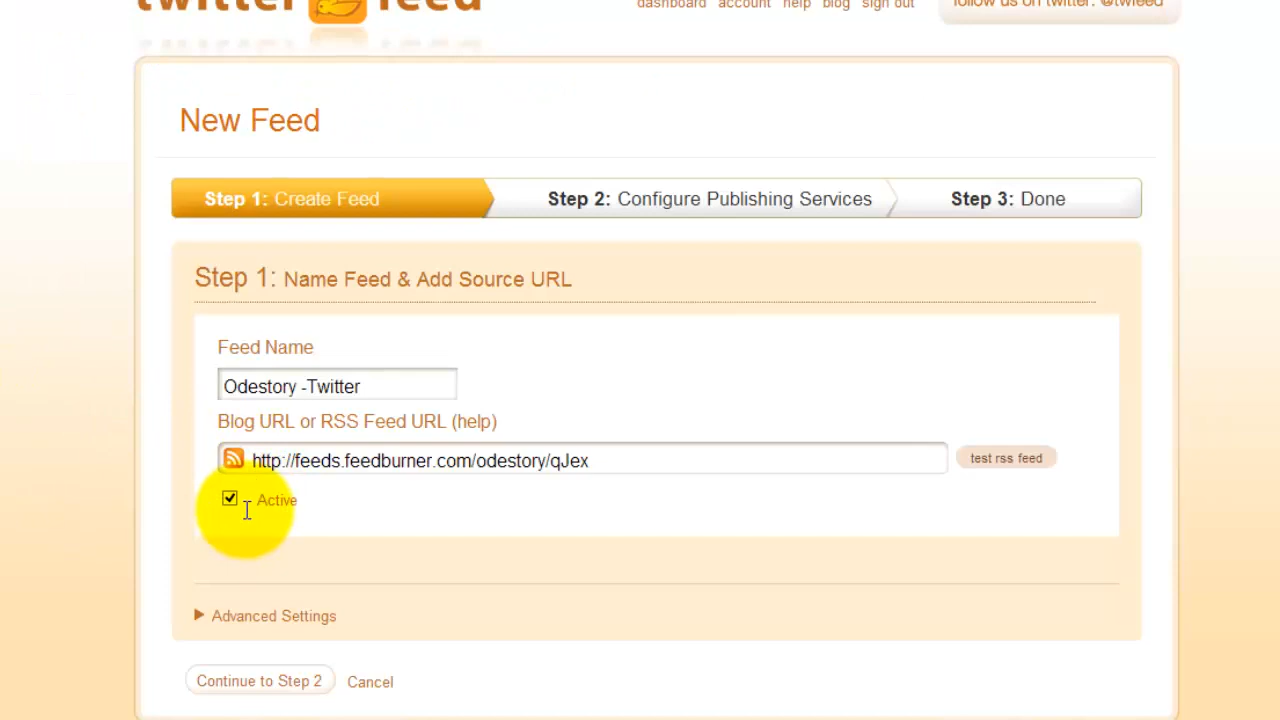 twitter feed
dashboard account help blog sign out
follow us on twitter: @twfeed
New Feed
Step 1: Create Feed
Step 2: Configure Publishing Services
Step 3: Done
Step 1: Name Feed & Add Source URL
Feed Name
Odestory -Twitter
Blog URL or RSS Feed URL (help)
http://feeds.feedburner.com/odestory/qJex
test rss feed
Active
Advanced Settings
Continue to Step 2
Cancel